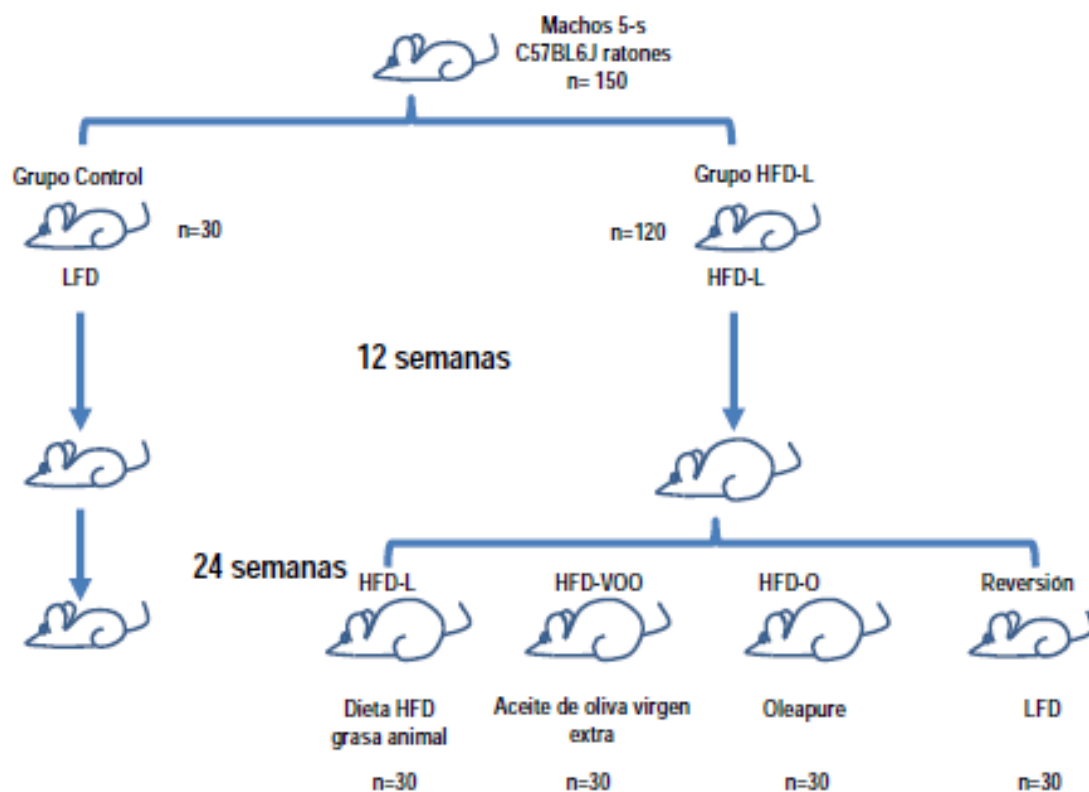 Machos 5-s
C57BL6J ratones
n= 150
Grupo Control
n=30
LFD
Grupo HFD-L
n=120
HFD-L
12 semanas
24 semanas
HFD-L
HFD-VOO
HFD-O
Reversión
Dieta HFD
grasa animal
Aceite de oliva virgen
extra
Oleapure
LFD
n=30
n=30
n=30
n=30